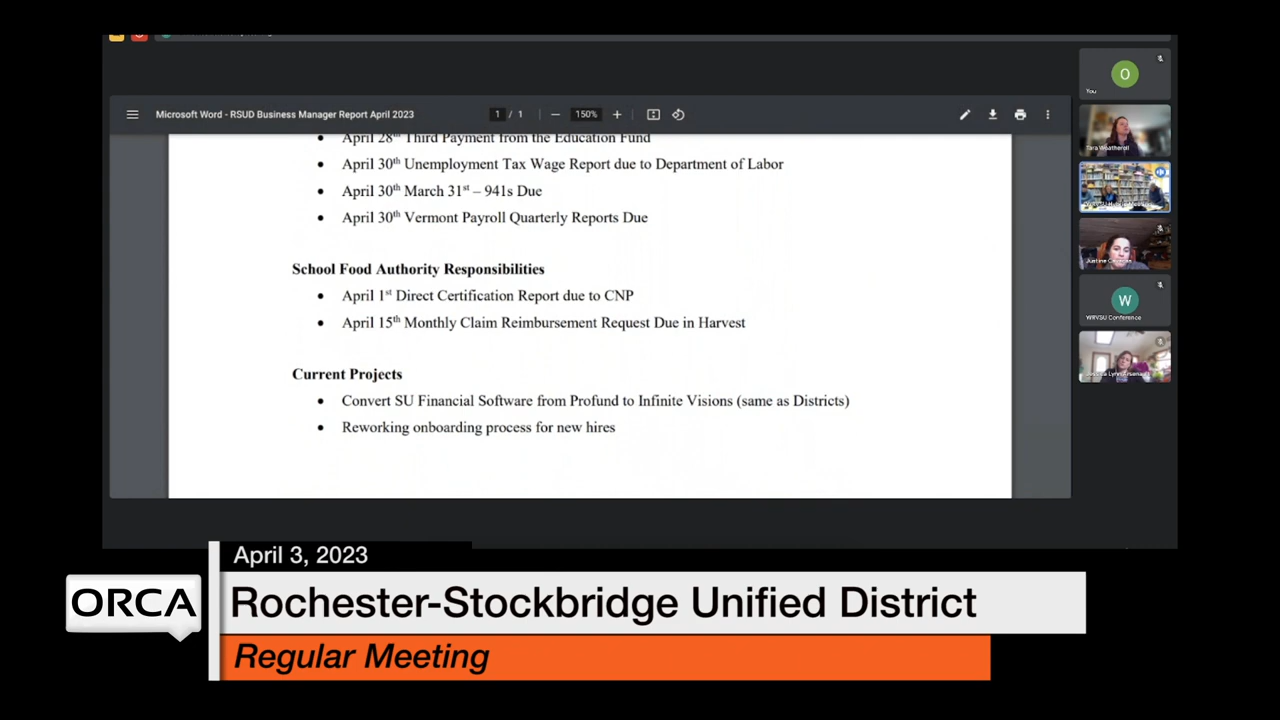 Microsoft Word - RSUD Business Manager Report April 2023
1 / 1
150%
April 28th Third Payment from the Education Fund
April 30th Unemployment Tax Wage Report due to Department of Labor
April 30th March 31st – 941s Due
April 30th Vermont Payroll Quarterly Reports Due
School Food Authority Responsibilities
April 1st Direct Certification Report due to CNP
April 15th Monthly Claim Reimbursement Request Due in Harvest
Current Projects
Convert SU Financial Software from Profund to Infinite Visions (same as Districts)
Reworking onboarding process for new hires
O
You
Tara Weatherell
W
WRVSU Conference
April 3, 2023
ORCA
Rochester-Stockbridge Unified District
Regular Meeting